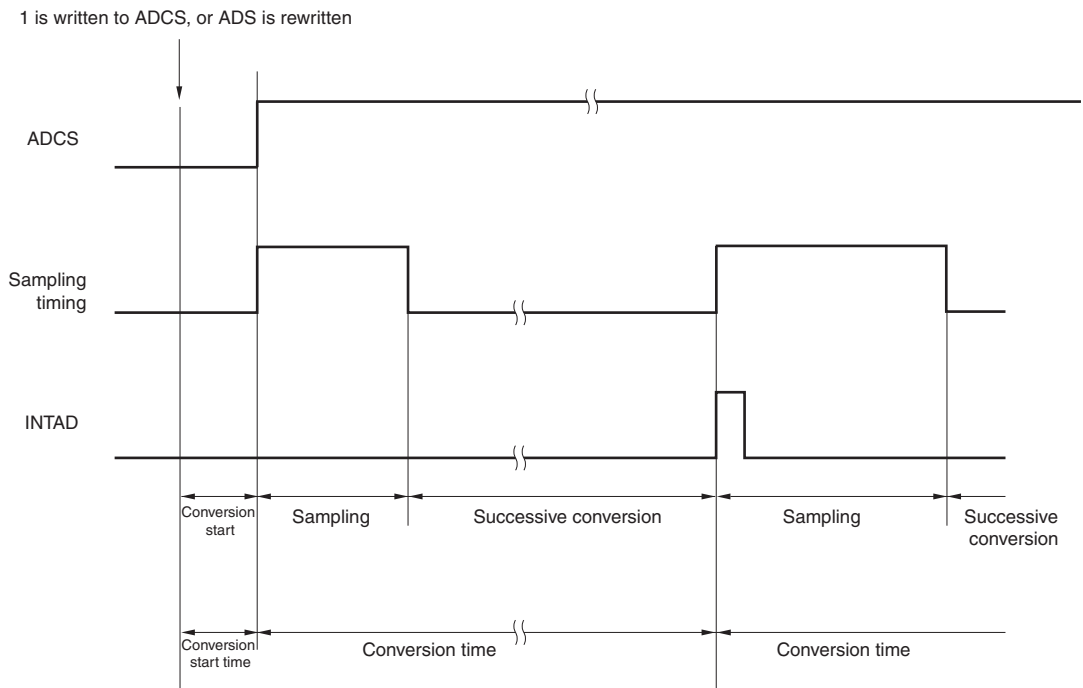 1 is written to ADCS, or ADS is rewritten
ADCS
Sampling
timing
INTAD
Conversion
start
Sampling
Successive conversion
Sampling
Successive
conversion
Conversion
start time
Conversion time
Conversion time